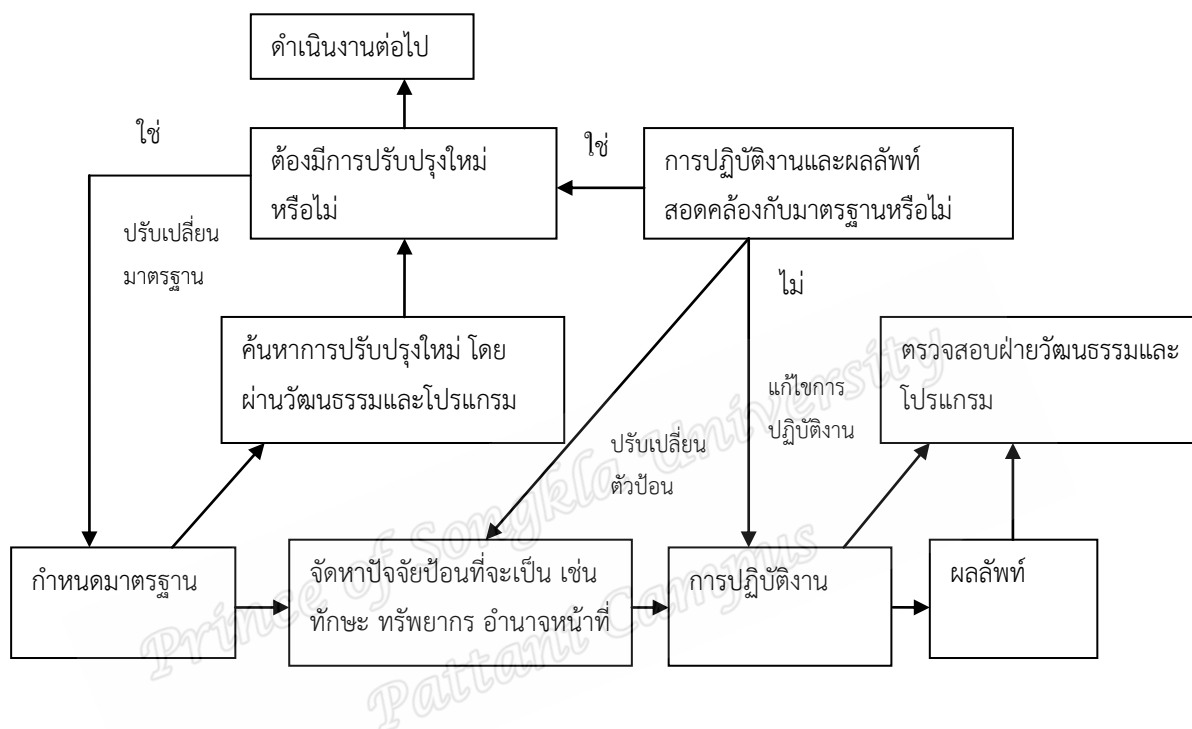 ดำเนินงานต่อไป
ใช่
ต้องมีการปรับปรุงใหม่
หรือไม่
ใช่
การปฏิบัติงานและผลลัพท์
สอดคล้องกับมาตรฐานหรือไม่
ปรับเปลี่ยน
มาตรฐาน
ไม่
ค้นหาการปรับปรุงใหม่ โดย
ผ่านวัฒนธรรมและโปรแกรม
ตรวจสอบฝ่ายวัฒนธรรมและ
โปรแกรม
แก้ไขการ
ปฏิบัติงาน
ปรับเปลี่ยน
ตัวป้อน
กำหนดมาตรฐาน
จัดหาปัจจัยป้อนที่จะเป็น เช่น
ทักษะ ทรัพยากร อำนาจหน้าที่
การปฏิบัติงาน
ผลลัพท์
Prince of Songkla University
Pattani Campus